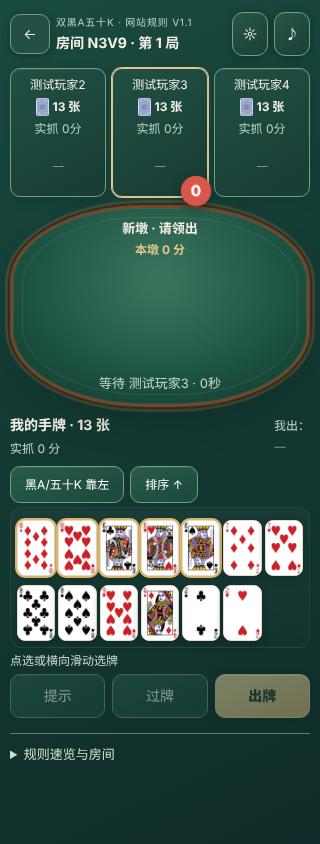 ←
双黑A五十K · 网站规则 V1.1
房间 N3V9 · 第 1 局
测试玩家2
13 张
实抓 0分
—
测试玩家3
13 张
实抓 0分
—
0
测试玩家4
13 张
实抓 0分
—
新墩 · 请领出
本墩 0 分
等待 测试玩家3 · 0秒
我的手牌 · 13 张
我出：
实抓 0 分
—
黑A/五十K 靠左
排序 ↑
点选或横向滑动选牌
提示
过牌
出牌
▶ 规则速览与房间